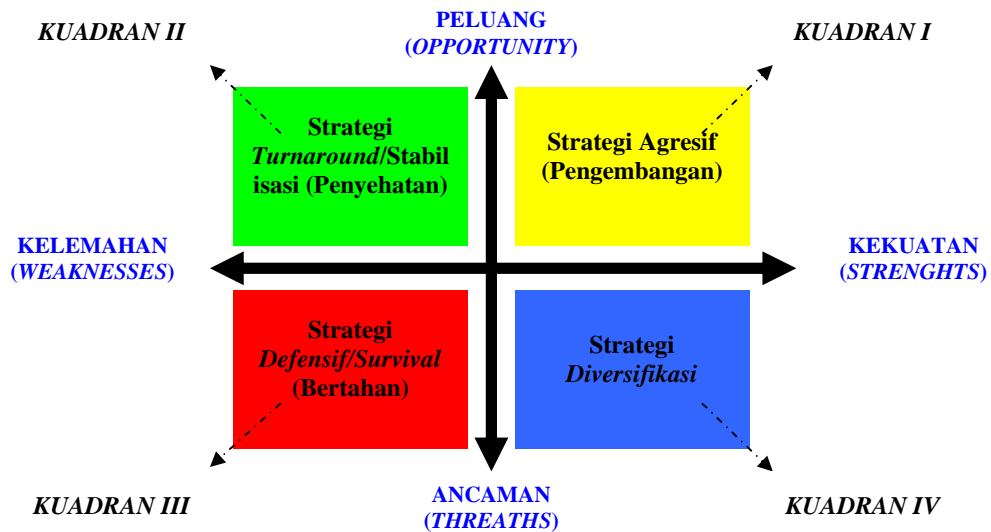 PELUANG
(OPPORTUNITY)
KUADRAN II
KUADRAN I
Strategi
Turnaround/Stabil
isasi (Penyehatan)
Strategi Agresif
(Pengembangan)
KELEMAHAN
(WEAKNESSES)
KEKUATAN
(STRENGHTS)
Strategi
Defensif/Survival
(Bertahan)
Strategi
Diversifikasi
KUADRAN III
ANCAMAN
(THREATHS)
KUADRAN IV